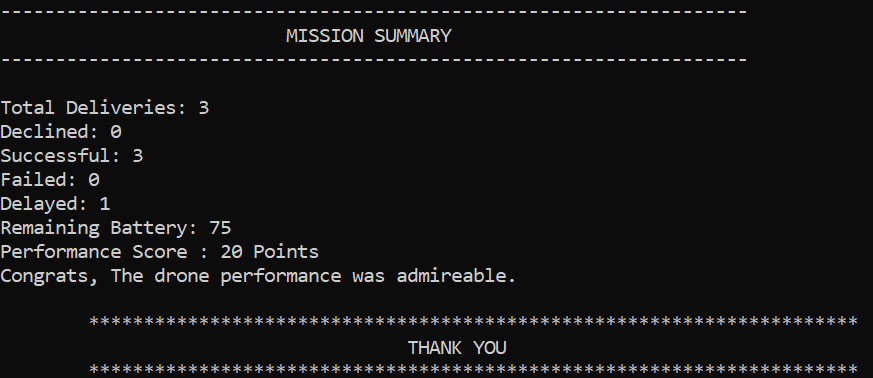 --------------------------------------------------------------------
MISSION SUMMARY
--------------------------------------------------------------------
Total Deliveries: 3
Declined: 0
Successful: 3
Failed: 0
Delayed: 1
Remaining Battery: 75
Performance Score : 20 Points
Congrats, The drone performance was admireable.
**********************************************************************
THANK YOU
**********************************************************************